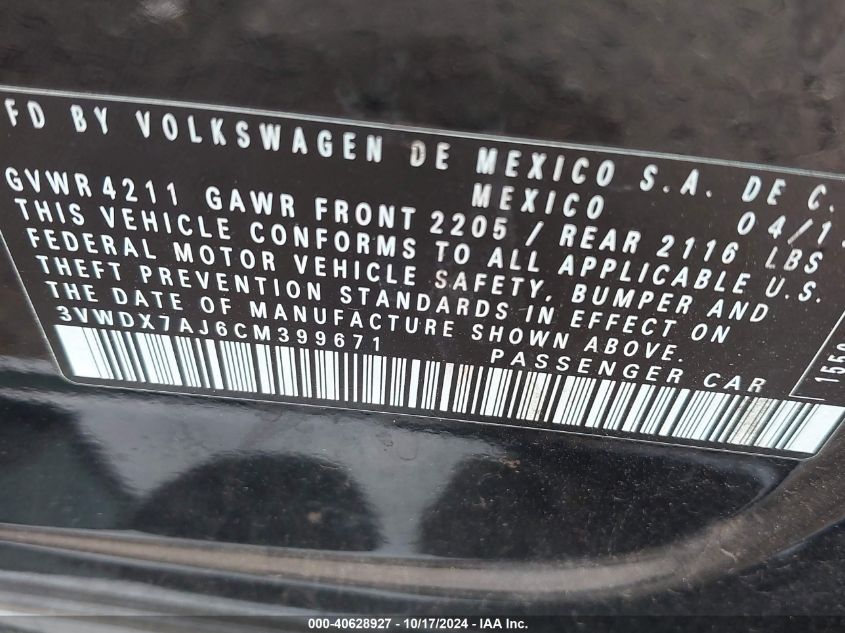 FD BY VOLKSWAGEN DE MEXICO S.A. DE C.
MEXICO 04/1
GVWR 4211 GAWR FRONT 2205 / REAR 2116 LBS
THIS VEHICLE CONFORMS TO ALL APPLICABLE U.S.
FEDERAL MOTOR VEHICLE SAFETY, BUMPER AND
THEFT PREVENTION STANDARDS IN EFFECT ON
THE DATE OF MANUFACTURE SHOWN ABOVE.
3VWDX7AJ6CM399671 PASSENGER CAR
000-40628927 - 10/17/2024 - IAA Inc.